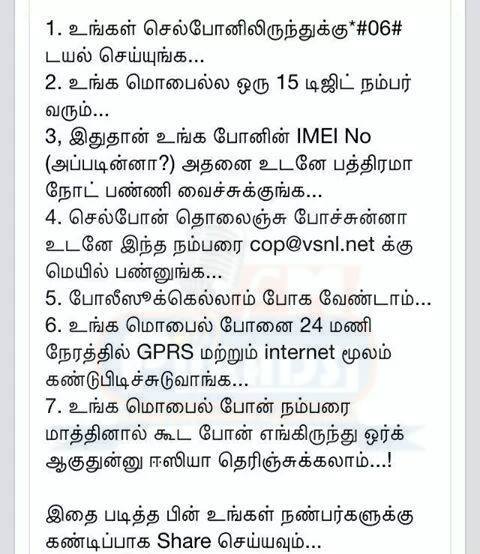 1. உங்கள் செல்போனிலிருந்துக்கு*#06#
டயல் செய்யுங்க...
2. உங்க மொபைல்ல ஒரு 15 டிஜிட் நம்பர்
வரும்...
3, இதுதான் உங்க போனின் IMEI No
(அப்படின்னா?) அதனை உடனே பத்திரமா
நோட் பண்ணி வைச்சுக்குங்க...
4. செல்போன் தொலைஞ்சு போச்சுன்னா
உடனே இந்த நம்பரை cop@vsnl.net க்கு
மெயில் பண்னுங்க...
5. போலீஸூக்கெல்லாம் போக வேண்டாம்...
6. உங்க மொபைல் போனை 24 மணி
நேரத்தில் GPRS மற்றும் internet மூலம்
கண்டுபிடிச்சுடுவாங்க...
7. உங்க மொபைல் போன் நம்பரை
மாத்தினால் கூட போன் எங்கிருந்து ஒர்க்
ஆகுதுன்னு ஈஸியா தெரிஞ்சுக்கலாம்...!
இதை படித்த பின் உங்கள் நண்பர்களுக்கு
கண்டிப்பாக Share செய்யவும்...